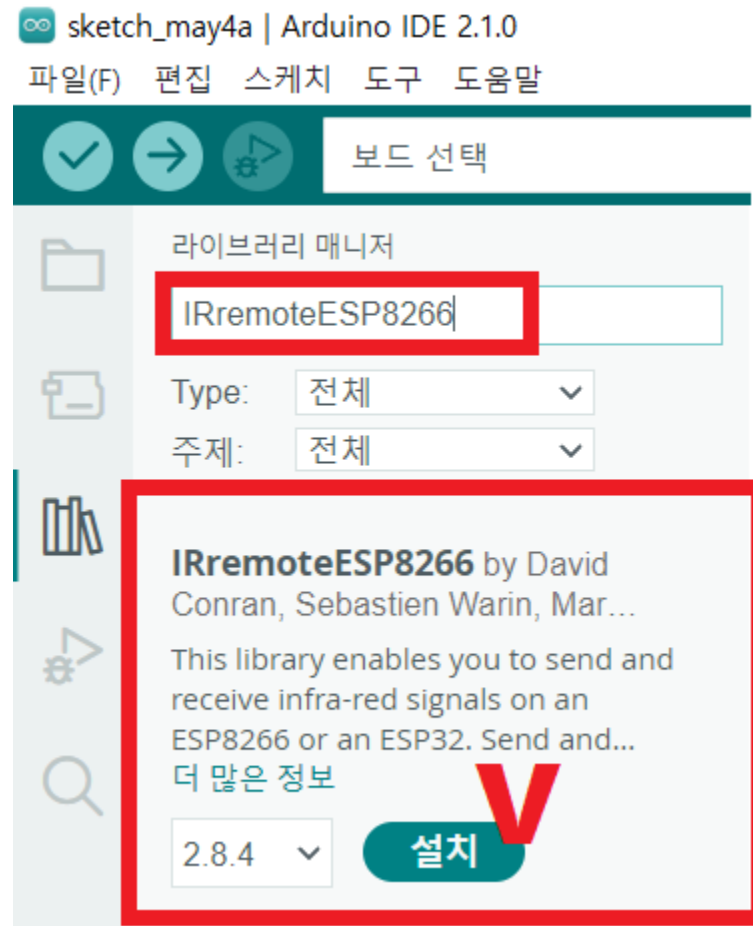 sketch_may4a | Arduino IDE 2.1.0
파일(F) 편집 스케치 도구 도움말
보드 선택
라이브러리 매니저
IRremoteESP8266
Type: 전체
주제: 전체
IRremoteESP8266 by David
Conran, Sebastien Warin, Mar...
This library enables you to send and
receive infra-red signals on an
ESP8266 or an ESP32. Send and...
더 많은 정보
V
2.8.4 설치